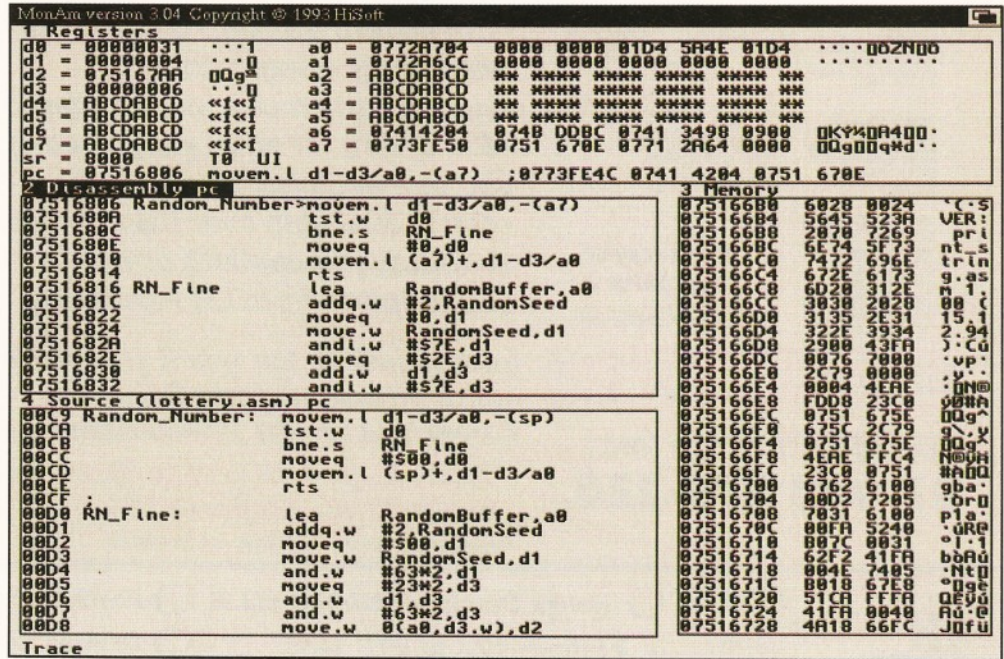 MonAm version 3.04 Copyright © 1993 HiSoft
1 Registers
d0 = 00000031 ···1 a0 = 0772A704 0000 0000 01D4 5A4E 01D4
d1 = 00000004 a1 = 0772A6CC 0000 0000 0000 0000 0000 ··········
d2 = 075167AA a2 = ABCDABCD ** **** **** **** **** **
d3 = 00000006 a3 = ABCDABCD ** **** **** **** **** **
d4 = ABCDABCD «Í«Í a4 = ABCDABCD ** **** **** **** **** **
d5 = ABCDABCD «Í«Í a5 = ABCDABCD ** **** **** **** **** **
d6 = ABCDABCD «Í«Í a6 = 07414204 074B DDBC 0741 3498 0900
d7 = ABCDABCD «Í«Í a7 = 0773FE50 0751 670E 0771 2A64 0000
sr = 8000 T0 UI
pc = 07516806 movem.l d1-d3/a0,-(a7) ;0773FE4C 0741 4204 0751 670E
2 Disassembly pc
07516806 Random_Number>movem.l d1-d3/a0,-(a7)
0751680A tst.w d0
0751680C bne.s RN_Fine
0751680E moveq #0,d0
07516810 movem.l (a7)+,d1-d3/a0
07516814 rts
07516816 RN_Fine lea RandomBuffer,a0
0751681C addq.w #2,RandomSeed
07516822 moveq #0,d1
07516824 move.w RandomSeed,d1
0751682A andi.w #$7E,d1
0751682E moveq #$2E,d3
07516830 add.w d1,d3
07516832 andi.w #$7E,d3
3 Memory
075166B0 6028 0024 `(·$
075166B4 5645 523A VER:
075166B8 2070 7269 pri
075166BC 6E74 5F73 nt_s
075166C0 7472 696E trin
075166C4 672E 6173 g.as
075166C8 6D20 312E m 1.
075166CC 3030 2028 00 (
075166D0 3135 2E31 15.1
075166D4 322E 3934 2.94
075166D8 2900 43FA )·Cú
075166DC 0076 7000 ·vp·
075166E0 2C79 0000 ,y··
075166E4 0004 4EAE
075166E8 FDD8 23C0
075166EC 0751 675E
075166F0 675C 2C79
075166F4 0751 675E
075166F8 4EAE FFC4
075166FC 23C0 0751
07516700 6762 6100 gba·
07516704 00D2 7205
07516708 7031 6100 p1a·
0751670C 00FA 5240 ·úR@
07516710 B07C 0031
07516714 62F2 41FA bòAú
07516718 004E 7405
0751671C 8018 67E8
07516720 51CA FFFA
07516724 41FA 0040 Aú·@
07516728 4A18 66FC
4 Source (lottery.asm) pc
00C9 Random_Number: movem.l d1-d3/a0,-(sp)
00CA tst.w d0
00CB bne.s RN_Fine
00CC moveq #$00,d0
00CD movem.l (sp)+,d1-d3/a0
00CE rts
00CF ;
00D0 RN_Fine: lea RandomBuffer,a0
00D1 addq.w #2,RandomSeed
00D2 moveq #$00,d1
00D3 move.w RandomSeed,d1
00D4 and.w #63*2,d1
00D5 moveq #23*2,d3
00D6 add.w d1,d3
00D7 and.w #63*2,d3
00D8 move.w 0(a0,d3.w),d2
Trace